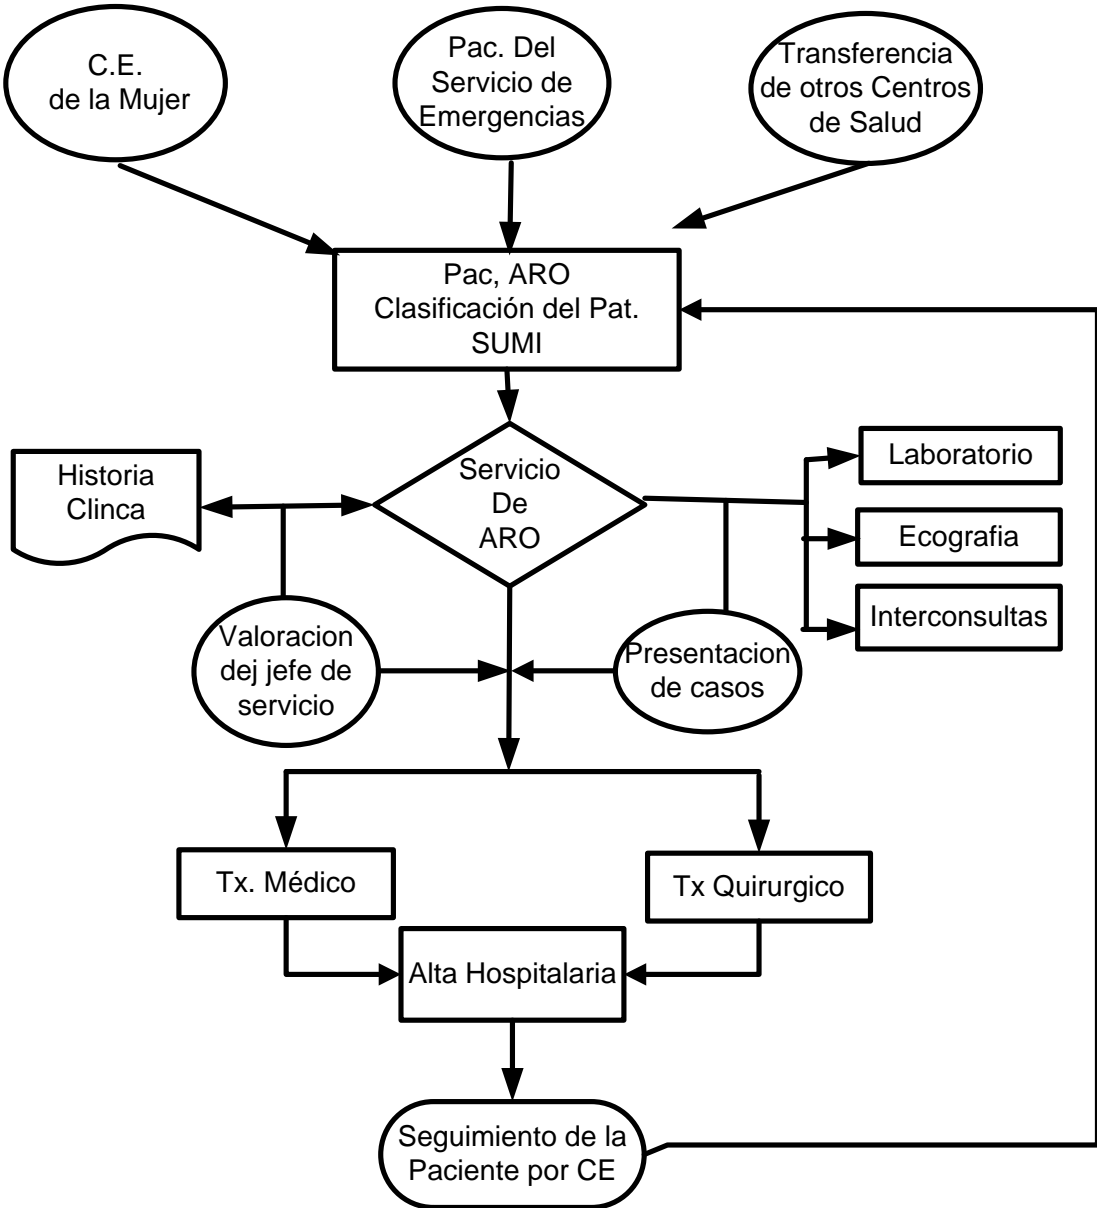 C.E.
de la Mujer
Pac. Del
Servicio de
Emergencias
Transferencia
de otros Centros
de Salud
Pac, ARO
Clasificación del Pat.
SUMI
Historia
Clinca
Servicio
De
ARO
Laboratorio
Ecografia
Interconsultas
Valoracion
dej jefe de
servicio
Presentacion
de casos
Tx. Médico
Tx Quirurgico
Alta Hospitalaria
Seguimiento de la
Paciente por CE